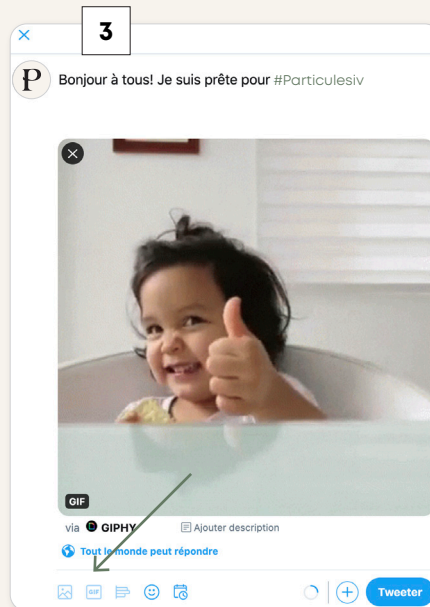 3
P
Bonjour à tous! Je suis prête pour #Particulesiv
GIF
via GIPHY Ajouter description
Tout le monde peut répondre
GIF Tweeter